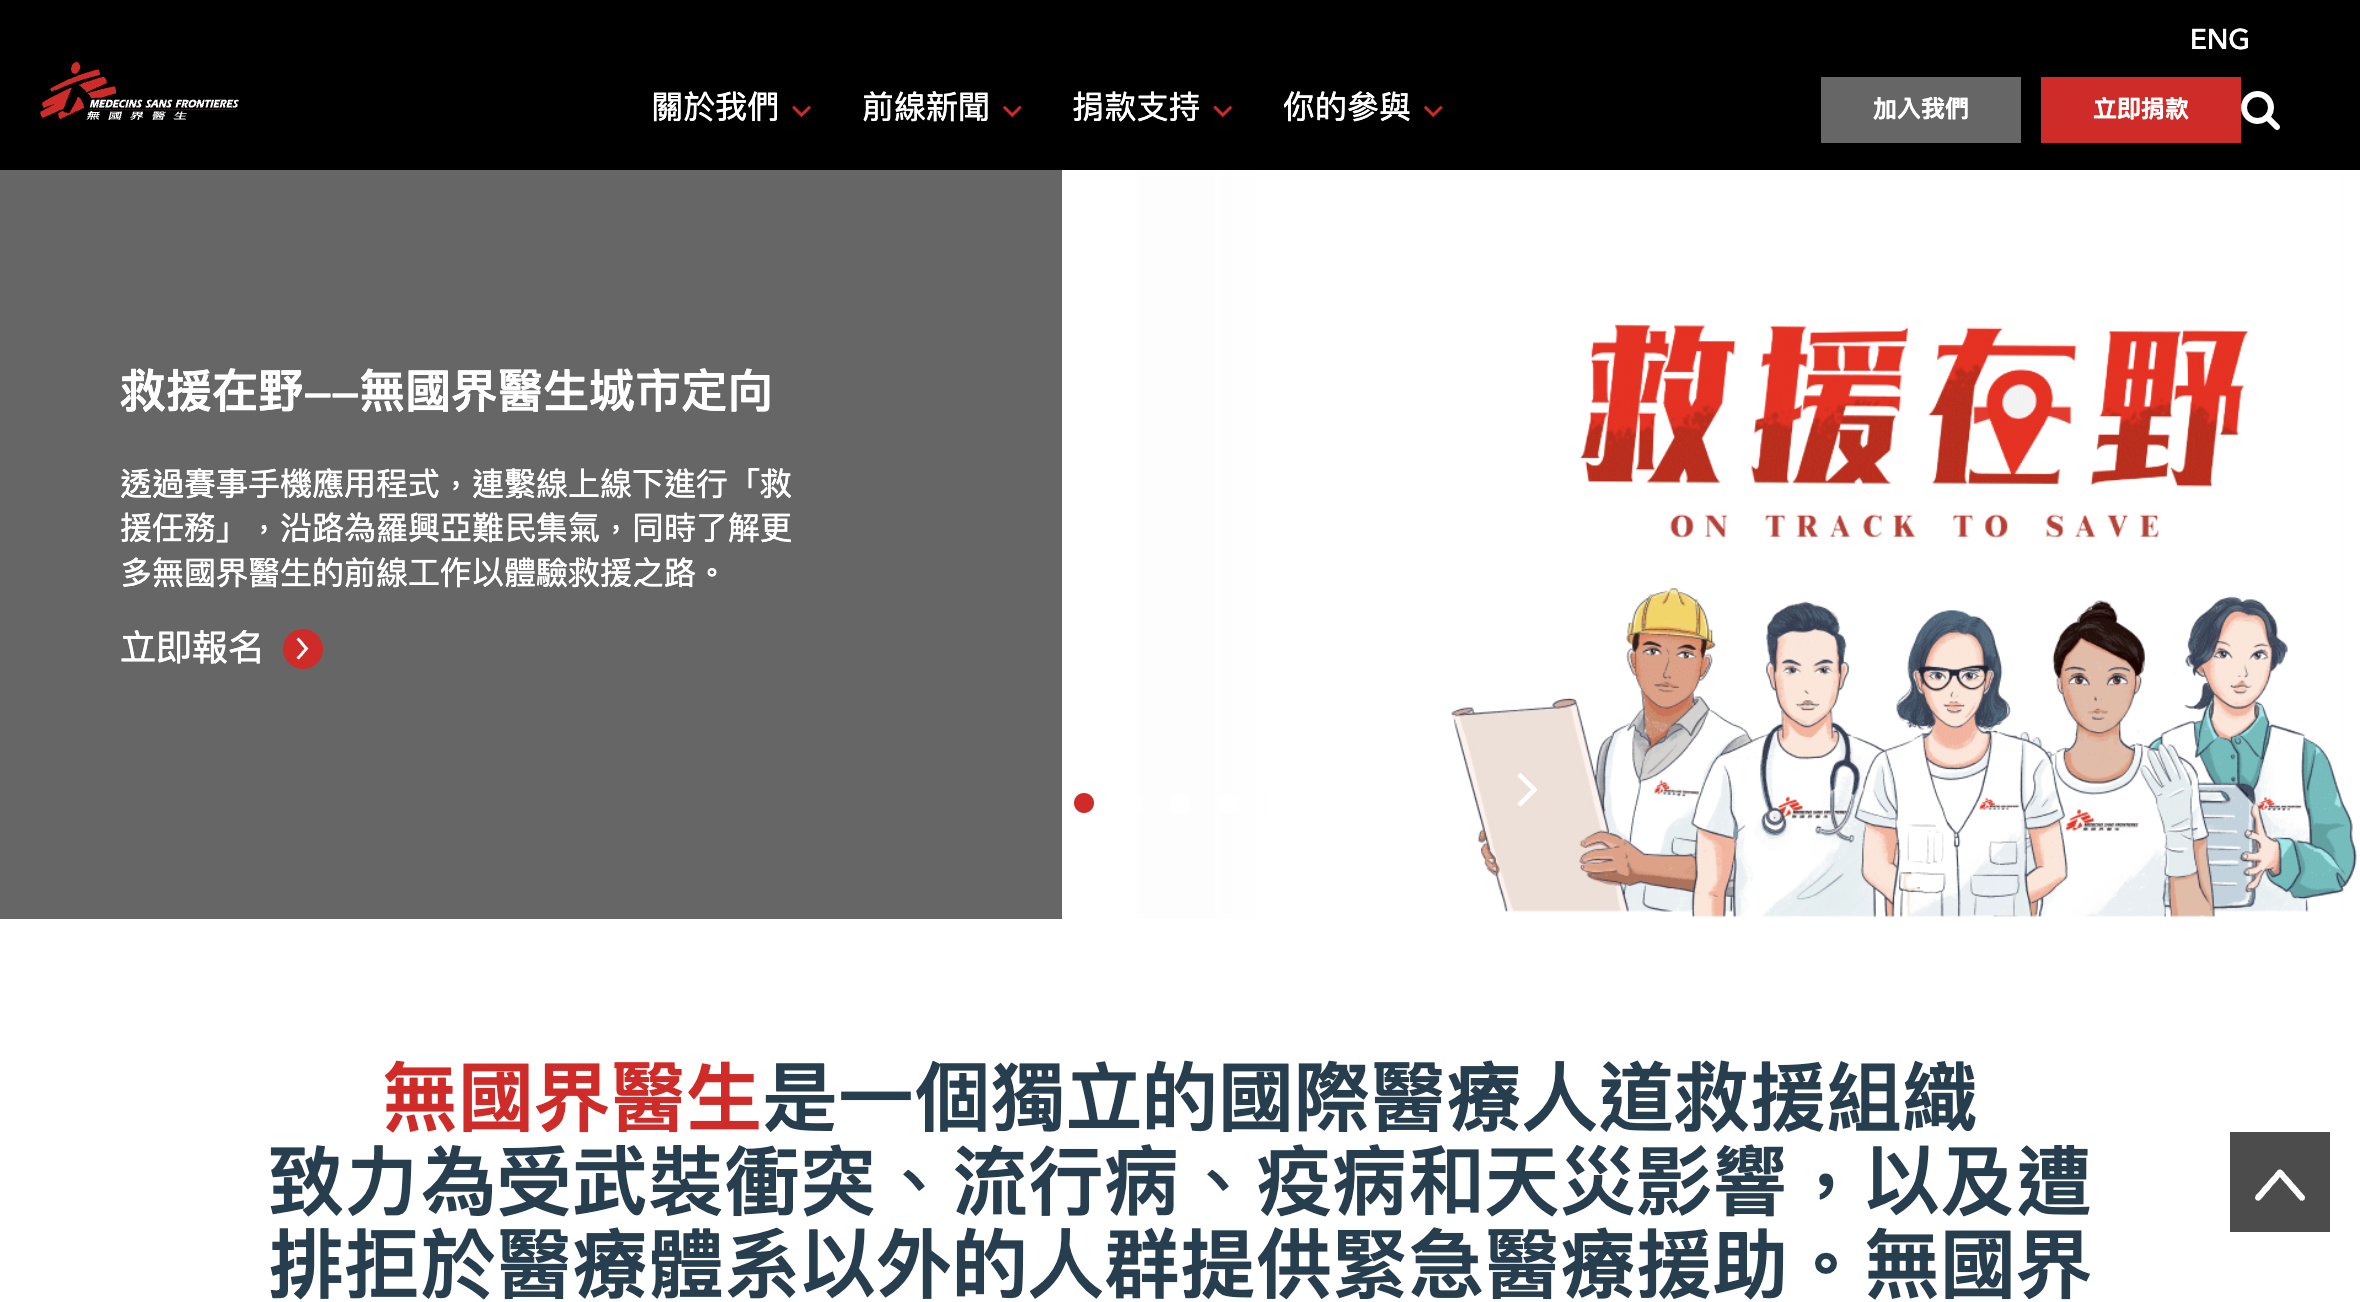 ENG
MEDECINS SANS FRONTIERES
無國界醫生
關於我們
前線新聞
捐款支持
你的參與
加入我們
立即捐款
救援在野——無國界醫生城市定向
透過賽事手機應用程式，連繫線上線下進行「救
援任務」，沿路為羅興亞難民集氣，同時了解更
多無國界醫生的前線工作以體驗救援之路。
立即報名
救援在野
ON TRACK TO SAVE
無國界醫生是一個獨立的國際醫療人道救援組織
致力為受武裝衝突、流行病、疫病和天災影響，以及遭
排拒於醫療體系以外的人群提供緊急醫療援助。無國界